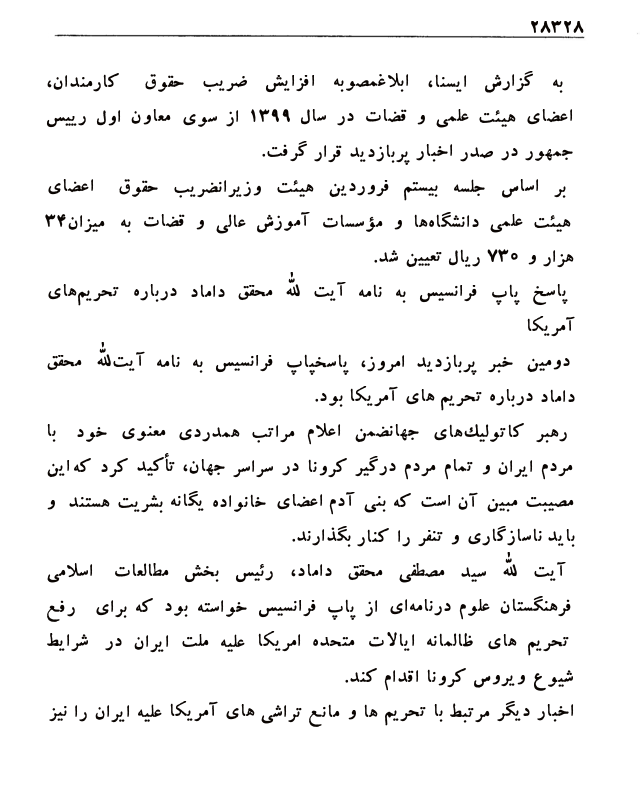 ۲۸۳۲۸
به گزارش ایسنا، ابلاغمصوبه افزایش ضریب حقوق کارمندان،
اعضای هیئت علمی و قضات در سال ۱۳۹۹ از سوی معاون اول رییس
جمهور در صدر اخبار پربازدید قرار گرفت.
بر اساس جلسه بیستم فروردین هیئت وزیرانضریب حقوق اعضای
هیئت علمی دانشگاه‌ها و مؤسسات آموزش عالی و قضات به میزان۳۴
هزار و ۷۳۰ ریال تعیین شد.
پاسخ پاپ فرانسیس به نامه آیت الله محقق داماد درباره تحریم‌های
آمریکا
دومین خبر پربازدید امروز، پاسخپاپ فرانسیس به نامه آیت‌الله محقق
داماد درباره تحریم های آمریکا بود.
رهبر کاتولیك‌های جهانضمن اعلام مراتب همدردی معنوی خود با
مردم ایران و تمام مردم درگیر کرونا در سراسر جهان، تأکید کرد که‌این
مصیبت مبین آن است که بنی آدم اعضای خانواده یگانه بشریت هستند و
باید ناسازگاری و تنفر را کنار بگذارند.
آیت الله سید مصطفی محقق داماد، رئیس بخش مطالعات اسلامی
فرهنگستان علوم درنامه‌ای از پاپ فرانسیس خواسته بود که برای رفع
تحریم های ظالمانه ایالات متحده امریکا علیه ملت ایران در شرایط
شیوع ویروس کرونا اقدام کند.
اخبار دیگر مرتبط با تحریم ها و مانع تراشی های آمریکا علیه ایران را نیز